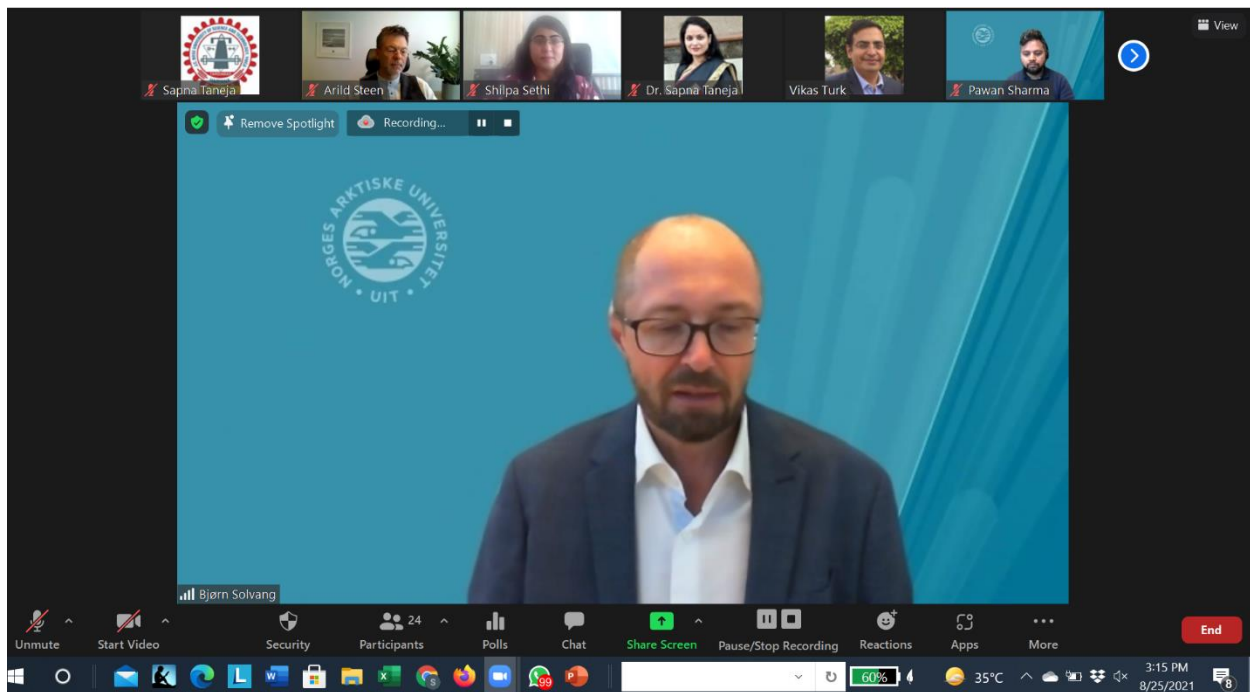 View
Sapna Taneja
Arild Steen
Shilpa Sethi
Dr. Sapna Taneja
Vikas Turk
Pawan Sharma
Remove Spotlight
Recording...
NORGES ARKTISKE UNIVERSITET
UIT
Bjørn Solvang
24
Unmute
Start Video
Security
Participants
Polls
Chat
Share Screen
Pause/Stop Recording
Reactions
Apps
More
End
L
99
60%
35°C
3:15 PM
8/25/2021
8